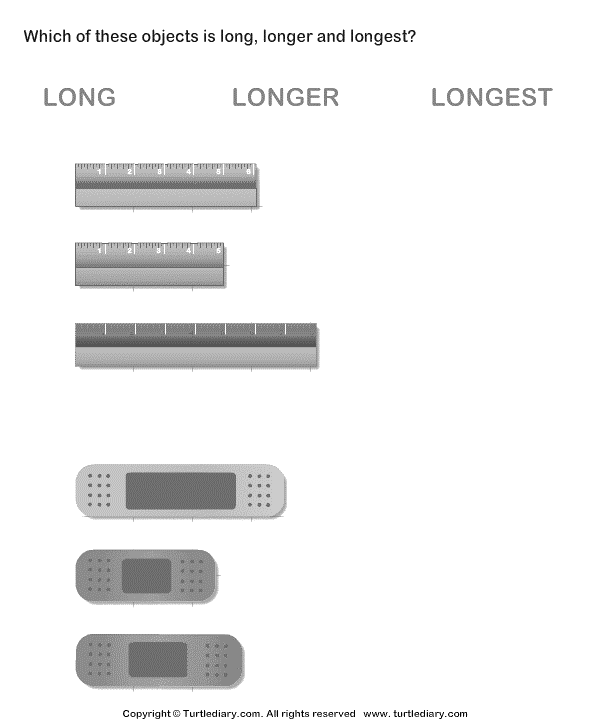 Which of these objects is long, longer and longest?
LONG LONGER LONGEST
1 2 3 4 5 6
1 2 3 4 5
Copyright © Turtlediary.com. All rights reserved www.turtlediary.com